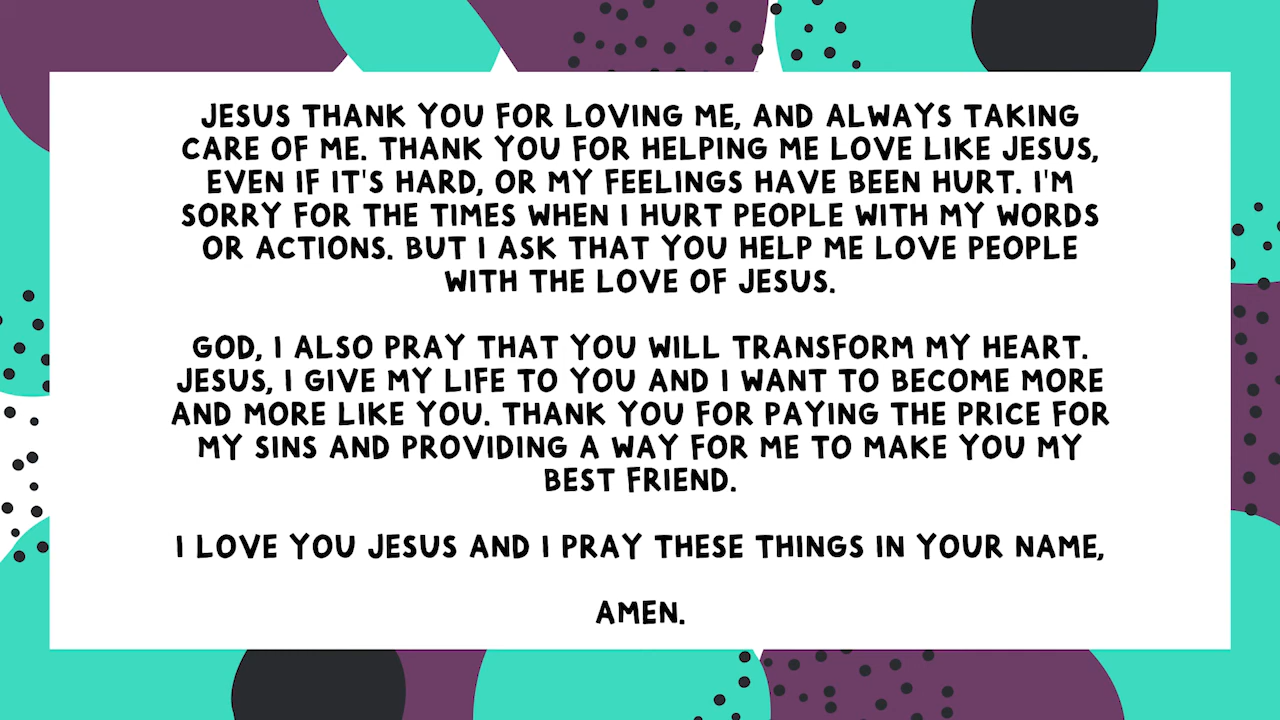 JESUS THANK YOU FOR LOVING ME, AND ALWAYS TAKING
CARE OF ME. THANK YOU FOR HELPING ME LOVE LIKE JESUS,
EVEN IF IT'S HARD, OR MY FEELINGS HAVE BEEN HURT. I'M
SORRY FOR THE TIMES WHEN I HURT PEOPLE WITH MY WORDS
OR ACTIONS. BUT I ASK THAT YOU HELP ME LOVE PEOPLE
WITH THE LOVE OF JESUS.
GOD, I ALSO PRAY THAT YOU WILL TRANSFORM MY HEART.
JESUS, I GIVE MY LIFE TO YOU AND I WANT TO BECOME MORE
AND MORE LIKE YOU. THANK YOU FOR PAYING THE PRICE FOR
MY SINS AND PROVIDING A WAY FOR ME TO MAKE YOU MY
BEST FRIEND.
I LOVE YOU JESUS AND I PRAY THESE THINGS IN YOUR NAME,
AMEN.